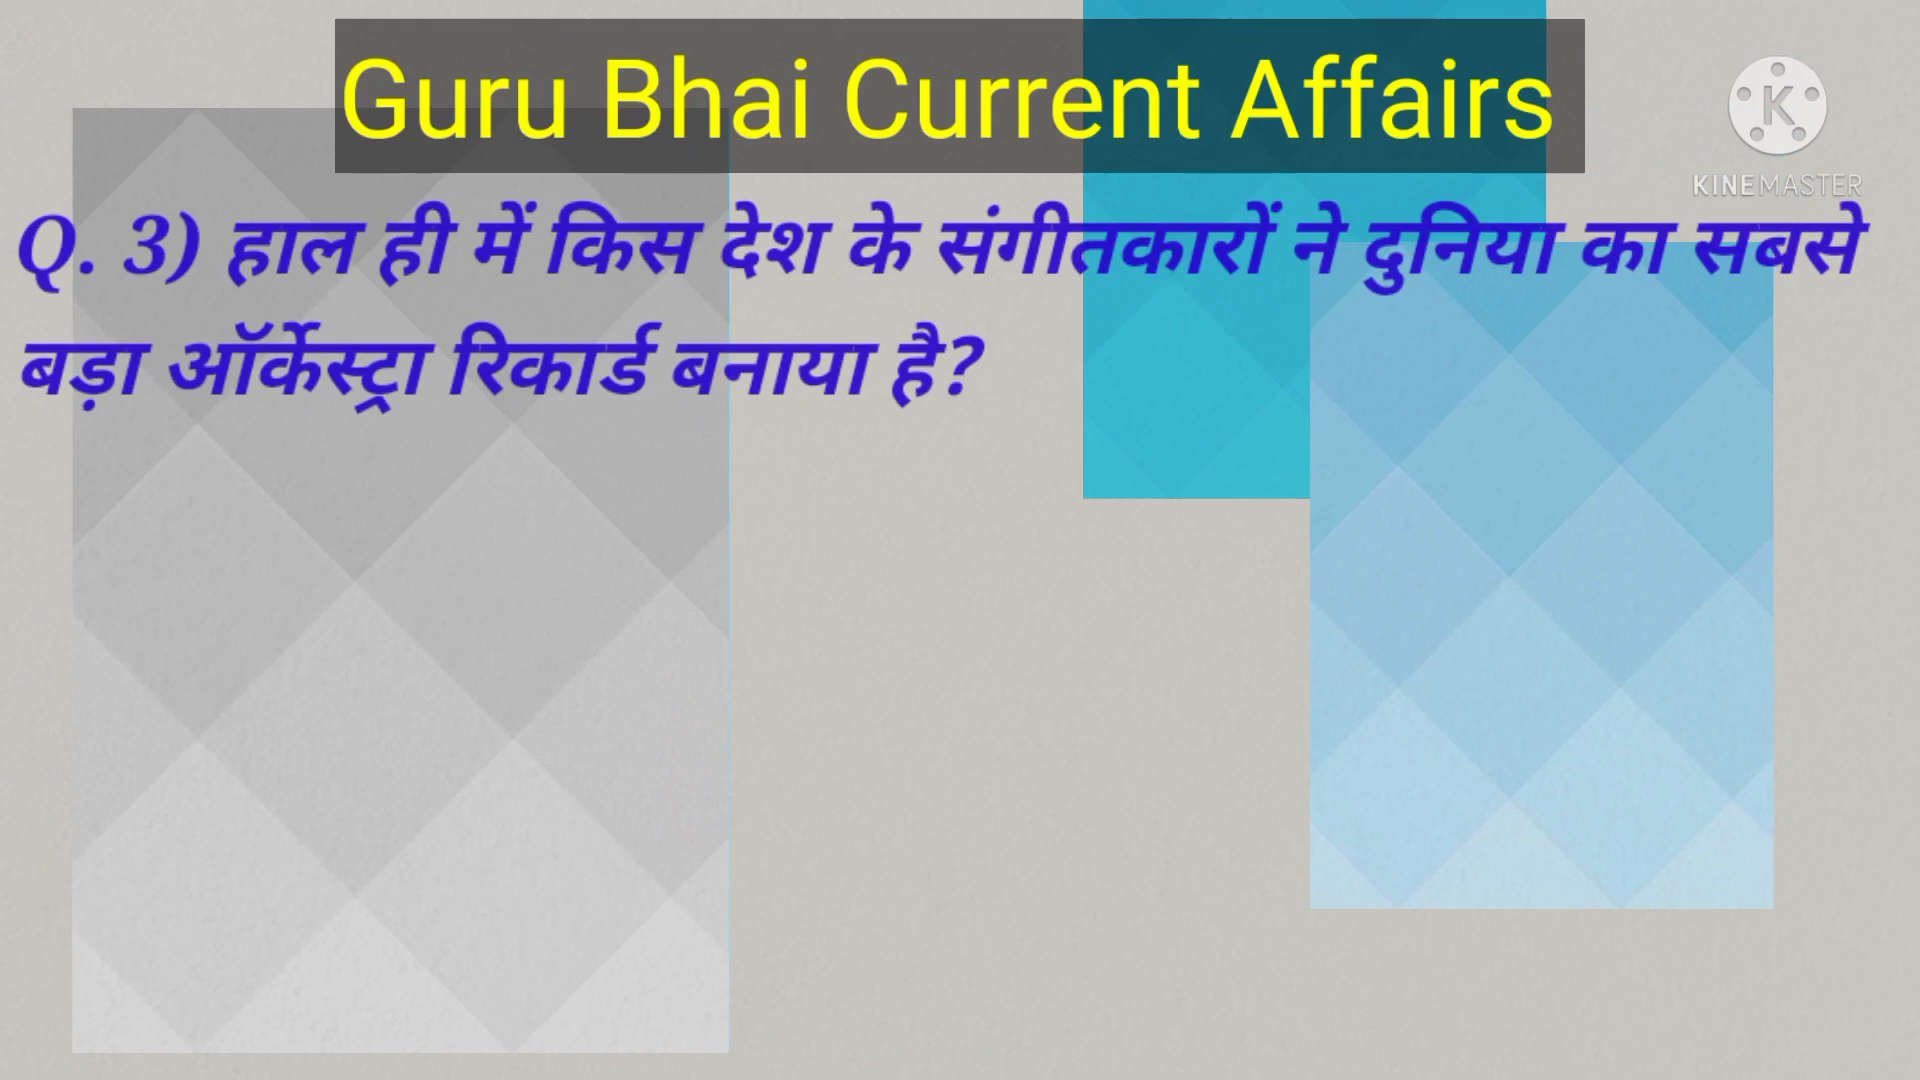 Guru Bhai Current Affairs
K
KINEMASTER
Q. 3) हाल ही में किस देश के संगीतकारों ने दुनिया का सबसे
बड़ा ऑर्केस्ट्रा रिकार्ड बनाया है?